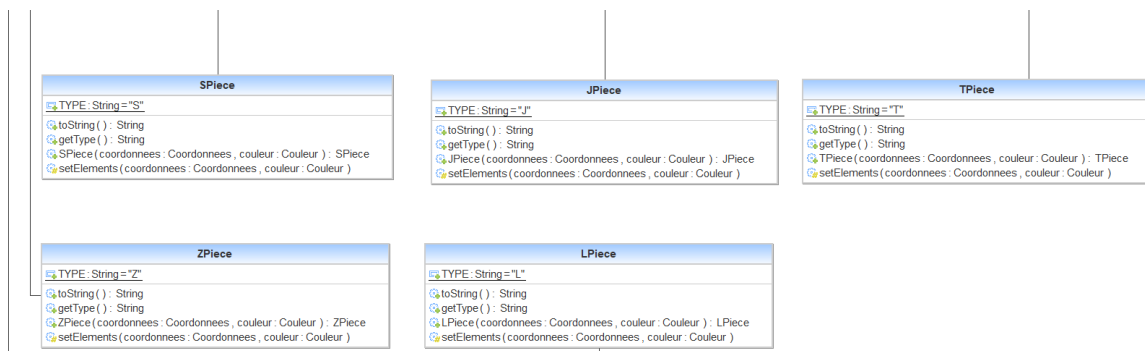 SPiece
TYPE : String = "S"
toString ( ) : String
getType ( ) : String
SPiece ( coordonnees : Coordonnees , couleur : Couleur ) : SPiece
setElements ( coordonnees : Coordonnees , couleur : Couleur )
JPiece
TYPE : String = "J"
toString ( ) : String
getType ( ) : String
JPiece ( coordonnees : Coordonnees , couleur : Couleur ) : JPiece
setElements ( coordonnees : Coordonnees , couleur : Couleur )
TPiece
TYPE : String = "T"
toString ( ) : String
getType ( ) : String
TPiece ( coordonnees : Coordonnees , couleur : Couleur ) : TPiece
setElements ( coordonnees : Coordonnees , couleur : Couleur )
ZPiece
TYPE : String = "Z"
toString ( ) : String
getType ( ) : String
ZPiece ( coordonnees : Coordonnees , couleur : Couleur ) : ZPiece
setElements ( coordonnees : Coordonnees , couleur : Couleur )
LPiece
TYPE : String = "L"
toString ( ) : String
getType ( ) : String
LPiece ( coordonnees : Coordonnees , couleur : Couleur ) : LPiece
setElements ( coordonnees : Coordonnees , couleur : Couleur )